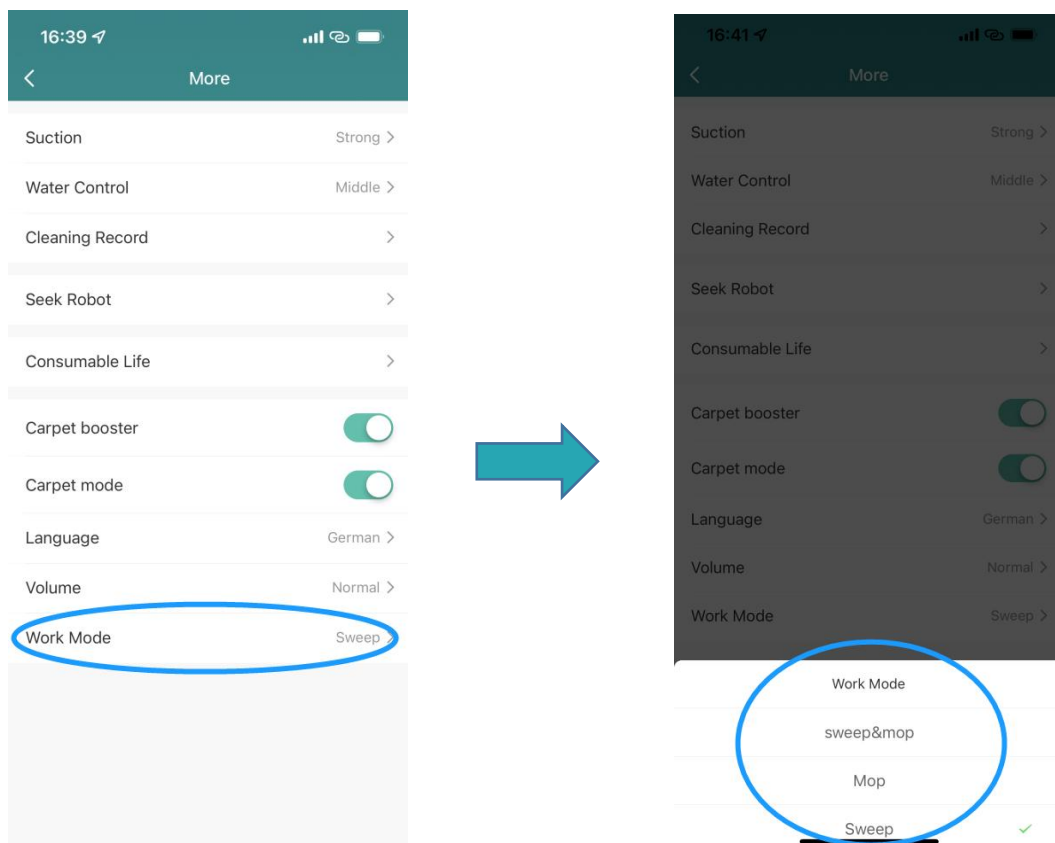 16:39
More
Suction Strong
Water Control Middle
Cleaning Record
Seek Robot
Consumable Life
Carpet booster
Carpet mode
Language German
Volume Normal
Work Mode Sweep
16:41
More
Suction Strong
Water Control Middle
Cleaning Record
Seek Robot
Consumable Life
Carpet booster
Carpet mode
Language German
Volume Normal
Work Mode Sweep
Work Mode
sweep&mop
Mop
Sweep